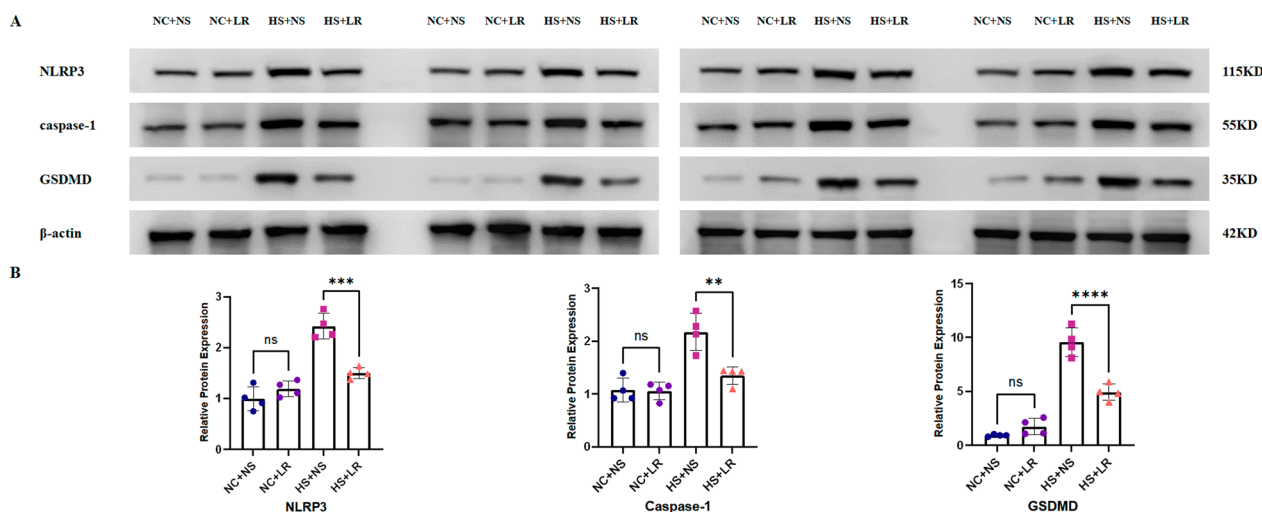 A
NC+NS NC+LR HS+NS HS+LR NC+NS NC+LR HS+NS HS+LR NC+NS NC+LR HS+NS HS+LR NC+NS NC+LR HS+NS HS+LR
NLRP3 115KD
caspase-1 55KD
GSDMD 35KD
β-actin 42KD
B
Relative Protein Expression
3
2
1
0
ns
***
NC+NS
NC+LR
HS+NS
HS+LR
NLRP3
Relative Protein Expression
3
2
1
0
ns
**
NC+NS
NC+LR
HS+NS
HS+LR
Caspase-1
Relative Protein Expression
15
10
5
0
ns
****
NC+NS
NC+LR
HS+NS
HS+LR
GSDMD